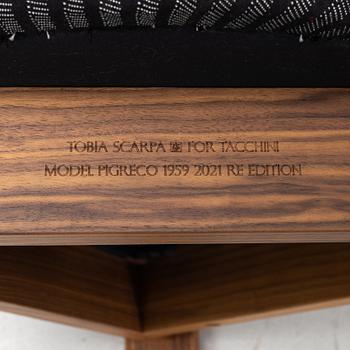 TOBIA SCARPA FOR TACCHINI
MODEL PIGRECO 1959 2021 RE EDITION